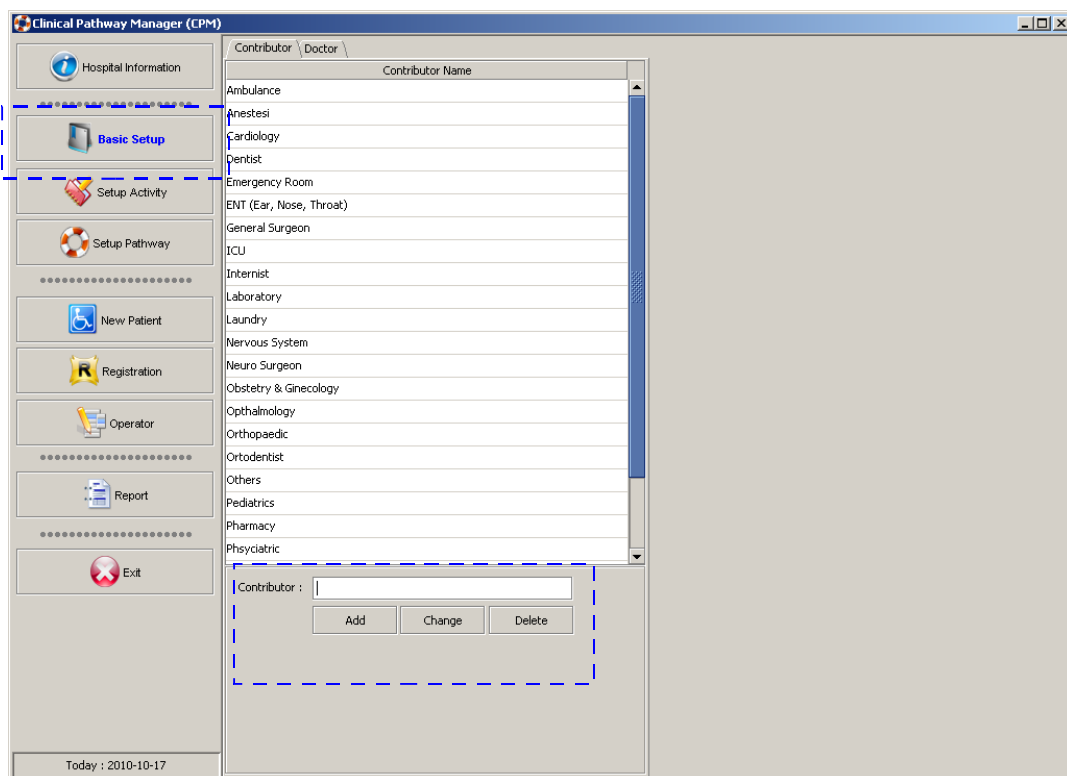 Clinical Pathway Manager (CPM)
Hospital Information
Basic Setup
Setup Activity
Setup Pathway
New Patient
R Registration
Operator
Report
Exit
Today : 2010-10-17
Contributor Doctor
Contributor Name
Ambulance
Anestesi
Cardiology
Dentist
Emergency Room
ENT (Ear, Nose, Throat)
General Surgeon
ICU
Internist
Laboratory
Laundry
Nervous System
Neuro Surgeon
Obstetry & Ginecology
Opthalmology
Orthopaedic
Ortodentist
Others
Pediatrics
Pharmacy
Phsyciatric
Contributor :
Add Change Delete